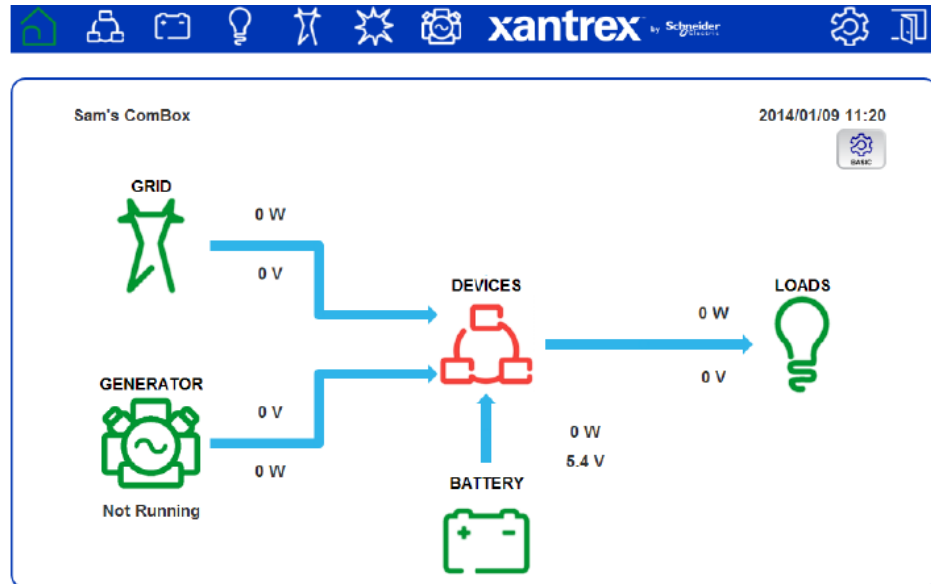 xantrex by Schneider Electric
Sam's ComBox
2014/01/09 11:20
BASIC
GRID
0 W
0 V
DEVICES
LOADS
0 W
0 V
GENERATOR
0 V
0 W
Not Running
0 W
5.4 V
BATTERY
+ -